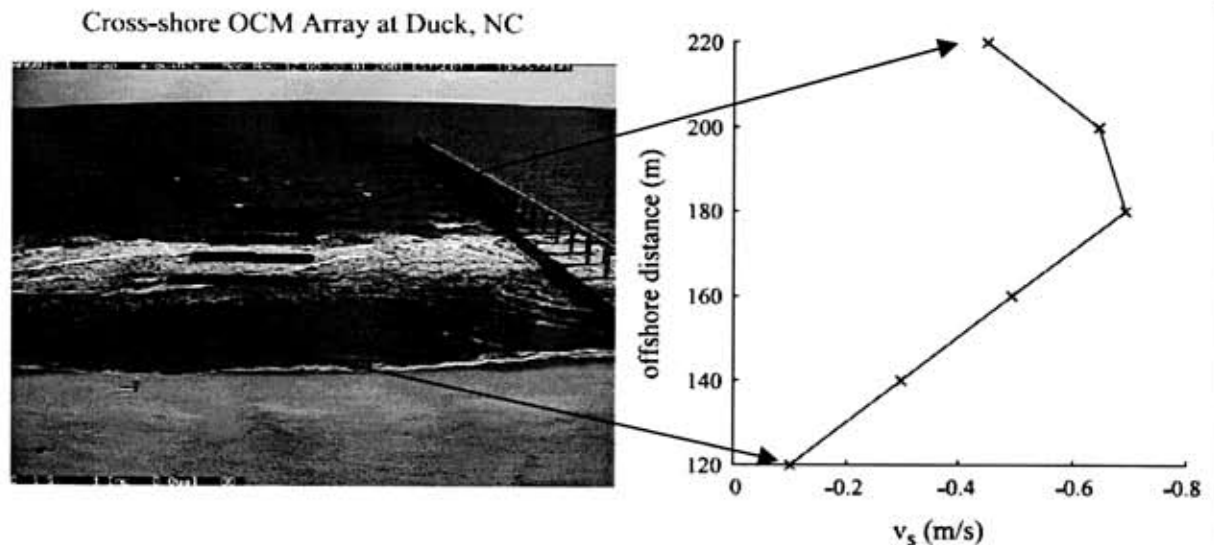 Cross-shore OCM Array at Duck, NC
220
200
180
160
140
120
offshore distance (m)
0 -0.2 -0.4 -0.6 -0.8
v_s (m/s)